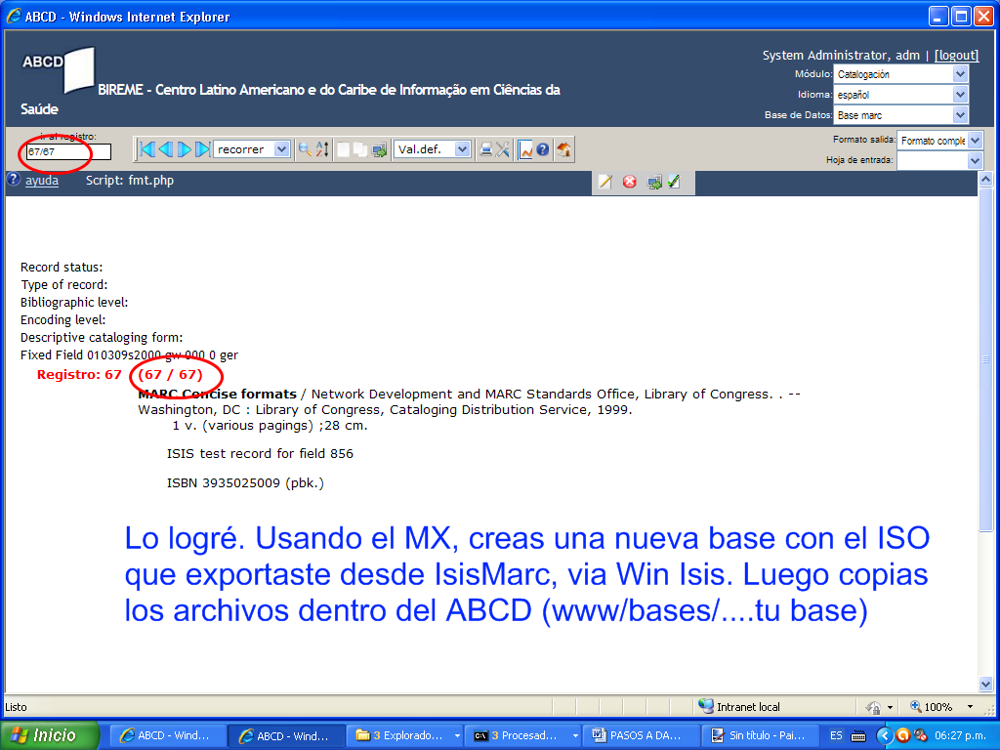 ABCD - Windows Internet Explorer
ABCD
BIREME - Centro Latino Americano e do Caribe de Informação em Ciências da
Saúde
System Administrator, adm | [logout]
Módulo: Catalogación
Idioma: español
Base de Datos: Base marc
ir al registro:
67/67
recorrer
Val.def.
Formato salida: Formato comple
Hoja de entrada:
ayuda Script: fmt.php
Record status:
Type of record:
Bibliographic level:
Encoding level:
Descriptive cataloging form:
Fixed Field 010309s2000 gw 000 0 ger
Registro: 67 (67 / 67)
MARC Concise formats / Network Development and MARC Standards Office, Library of Congress. . --
Washington, DC : Library of Congress, Cataloging Distribution Service, 1999.
1 v. (various pagings) ;28 cm.
ISIS test record for field 856
ISBN 3935025009 (pbk.)
Lo logré. Usando el MX, creas una nueva base con el ISO
que exportaste desde IsisMarc, via Win Isis. Luego copias
los archivos dentro del ABCD (www/bases/....tu base)
Listo
Intranet local
100%
Inicio
ABCD - Wind...
ABCD - Wind...
3 Explorado...
3 Procesad...
PASOS A DA...
Sin título - Pai...
ES
06:27 p.m.